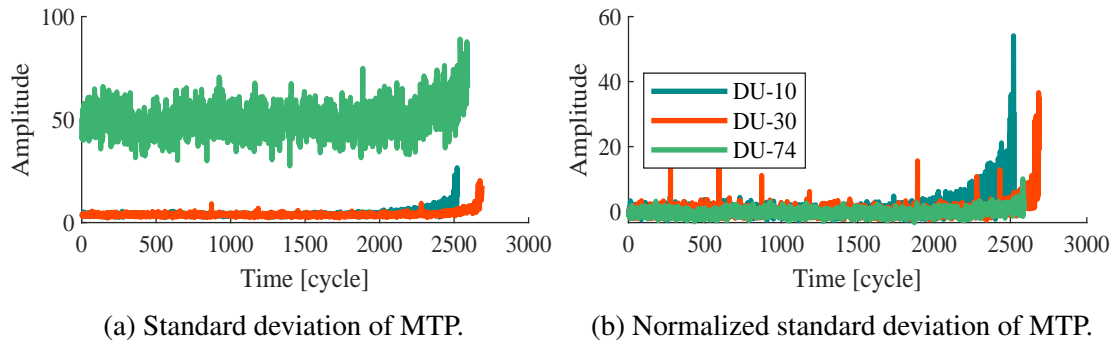 100
50
0
Amplitude
0
500
1000
1500
2000
2500
3000
Time [cycle]
(a) Standard deviation of MTP.
60
40
20
0
Amplitude
DU-10
DU-30
DU-74
0
500
1000
1500
2000
2500
3000
Time [cycle]
(b) Normalized standard deviation of MTP.